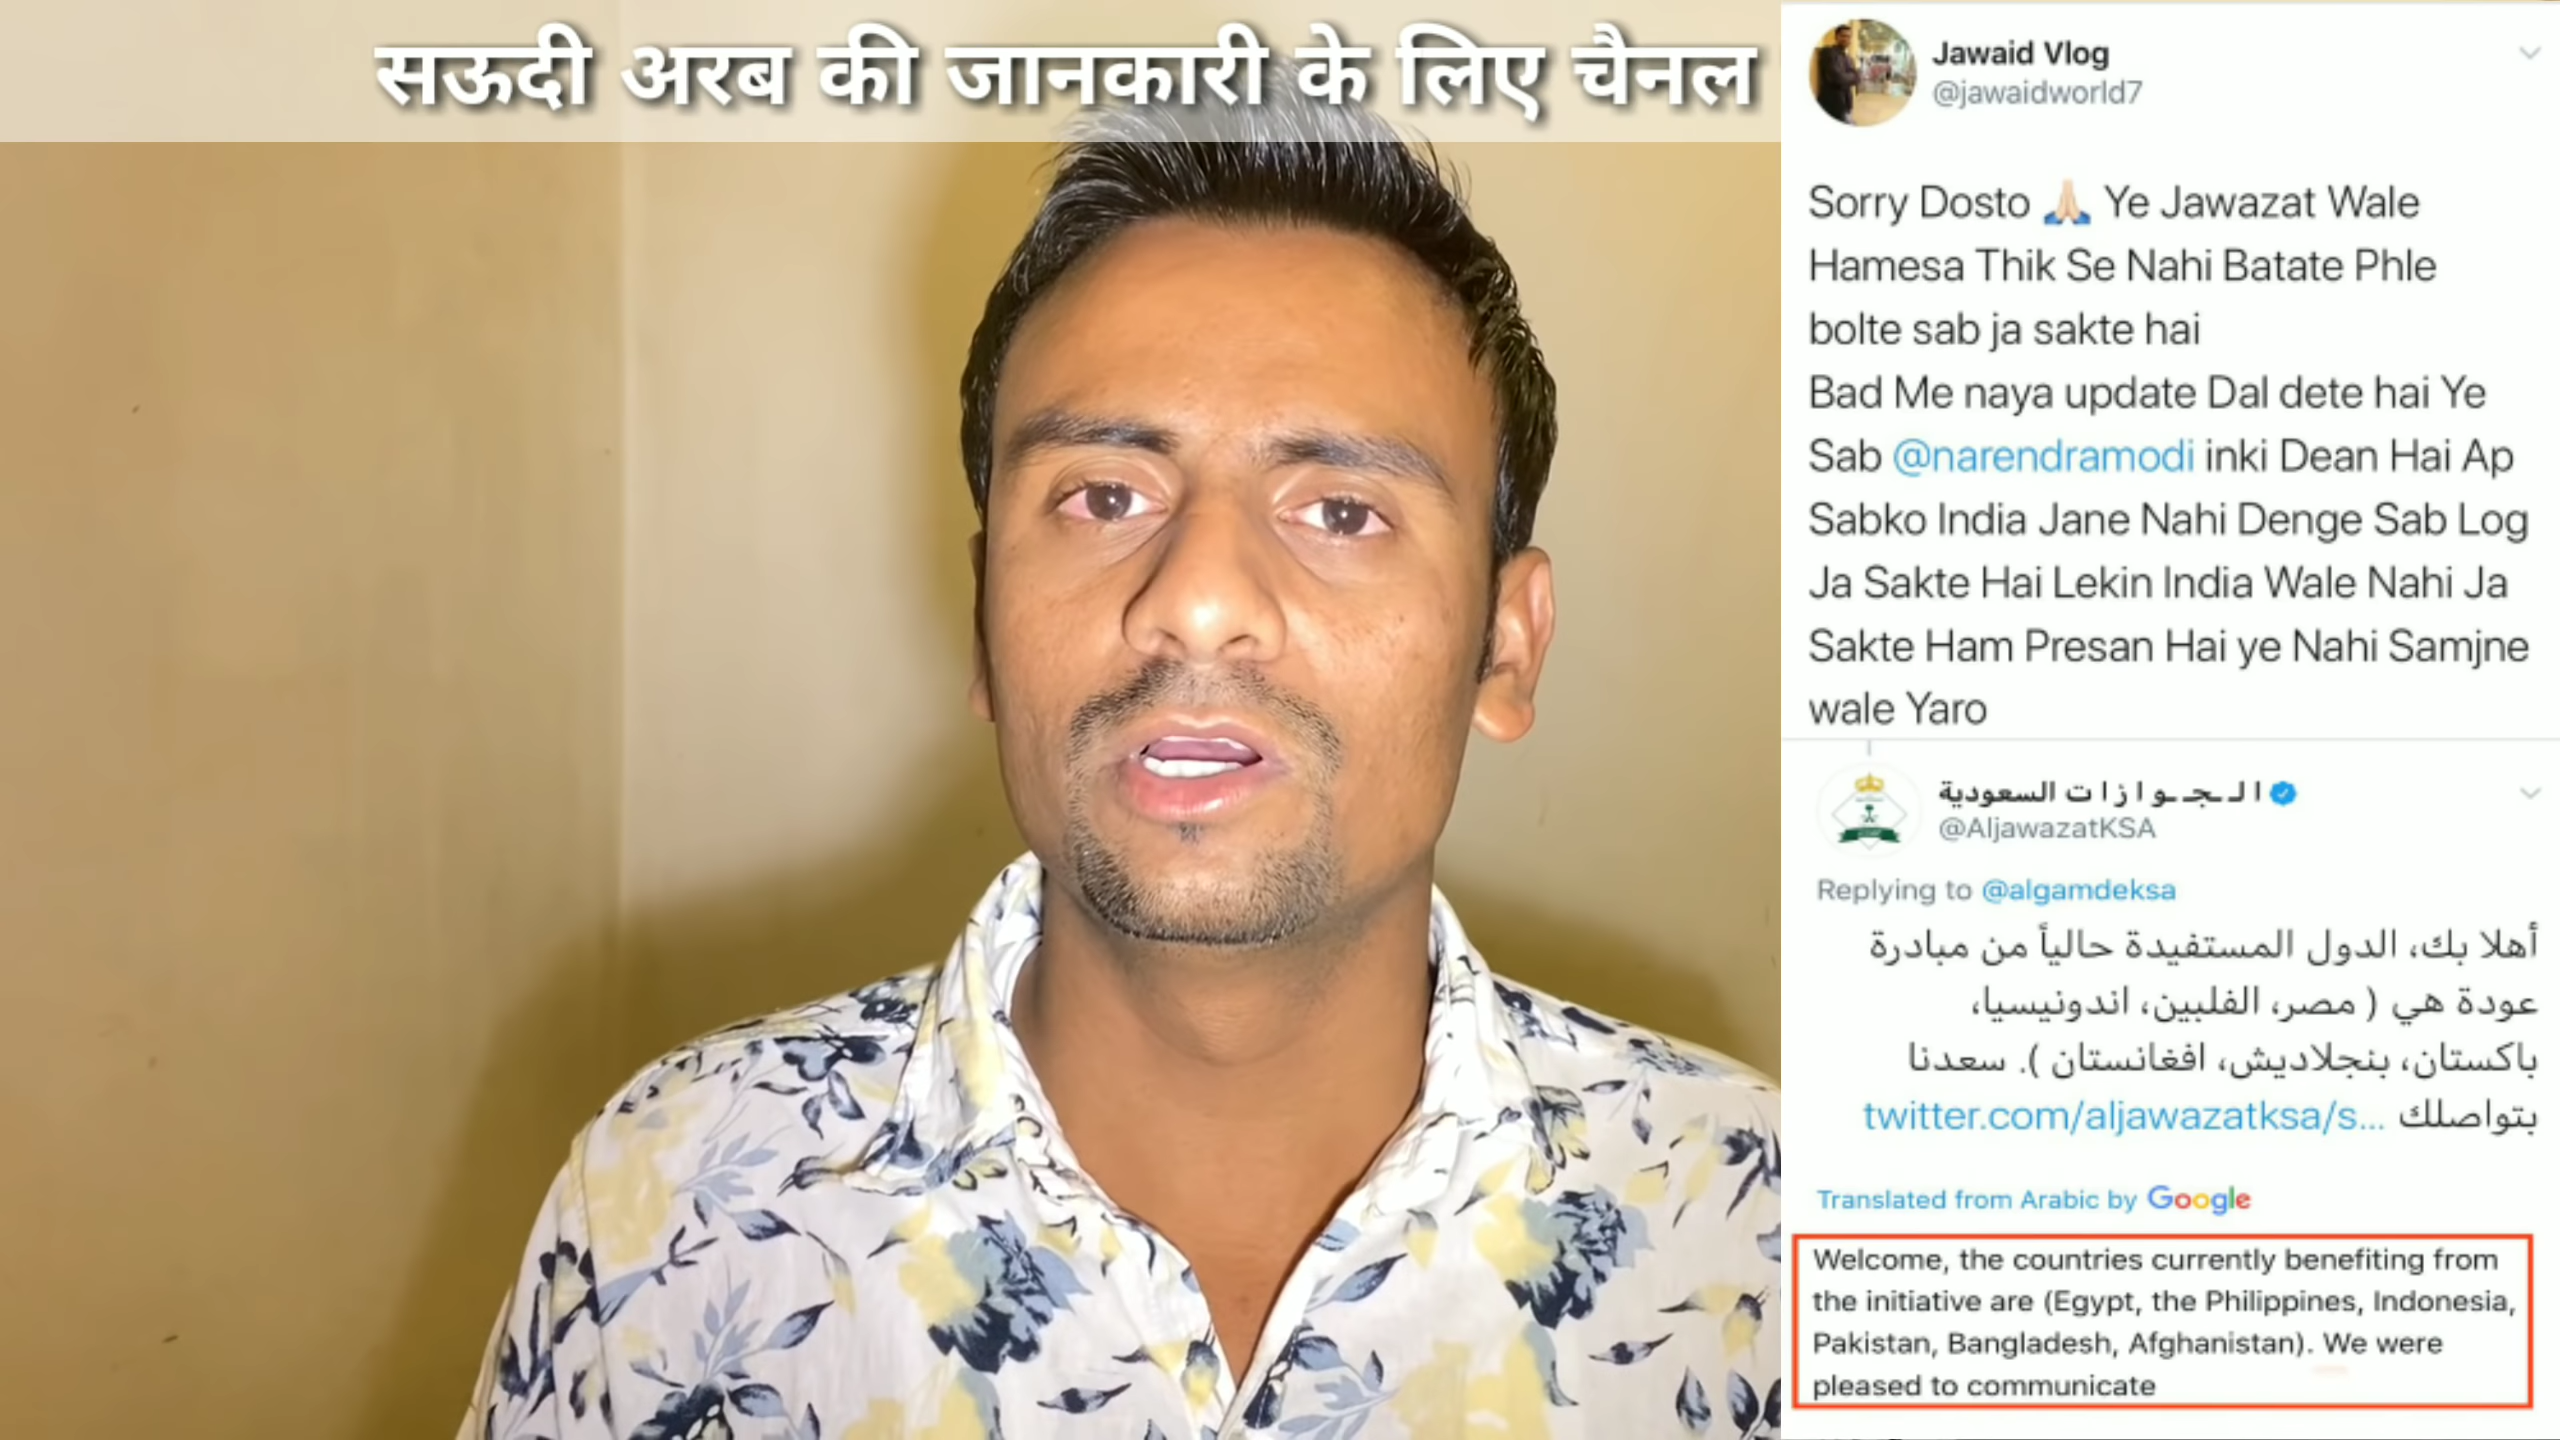 सऊदी अरब की जानकारी के लिए चैनल
Jawaid Vlog
@jawaidworld7
Sorry Dosto 🙏🏻 Ye Jawazat Wale
Hamesa Thik Se Nahi Batate Phle
bolte sab ja sakte hai
Bad Me naya update Dal dete hai Ye
Sab @narendramodi inki Dean Hai Ap
Sabko India Jane Nahi Denge Sab Log
Ja Sakte Hai Lekin India Wale Nahi Ja
Sakte Ham Presan Hai ye Nahi Samjne
wale Yaro
الـجـوازات السعودية
@AljawazatKSA
Replying to @algamdeksa
أهلا بك، الدول المستفيدة حالياً من مبادرة
عودة هي ( مصر، الفلبين، اندونيسيا،
باكستان، بنجلاديش، افغانستان ). سعدنا
بتواصلك twitter.com/aljawazatksa/s…
Translated from Arabic by Google
Welcome, the countries currently benefiting from
the initiative are (Egypt, the Philippines, Indonesia,
Pakistan, Bangladesh, Afghanistan). We were
pleased to communicate